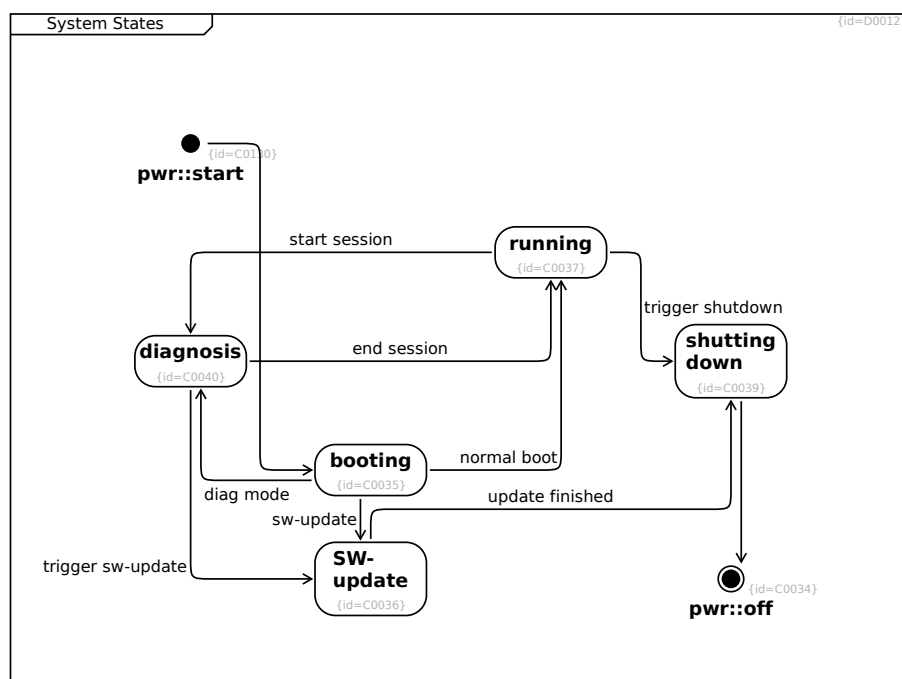 System States
{id=D0012
{id=C0130}
pwr::start
running
start session
{id=C0037}
trigger shutdown
shutting
down
diagnosis
end session
{id=C0040}
{id=C0039}
booting
normal boot
{id=C0035}
diag mode
update finished
sw-update
SW-
update
trigger sw-update
{id=C0034}
{id=C0036}
pwr::off